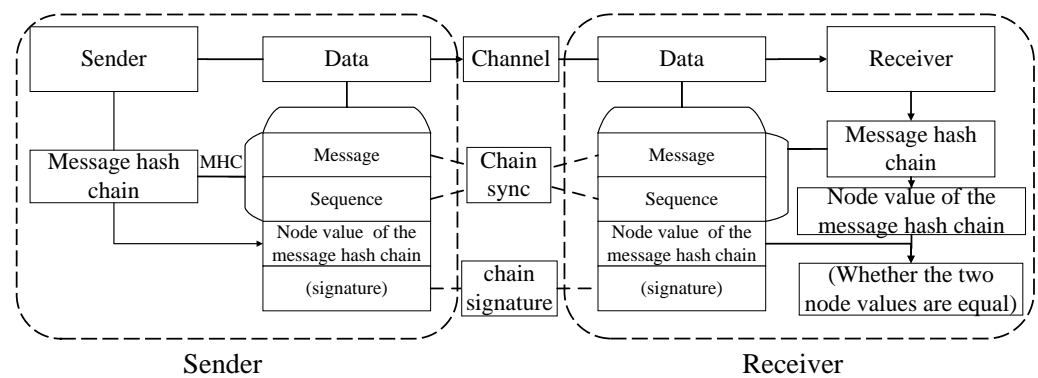 Sender
Data
Channel
Data
Receiver
Message hash
chain
MHC
Message
Sequence
Node value of the
message hash chain
(signature)
Chain
sync
chain
signature
Message
Sequence
Node value of the
message hash chain
(signature)
Message hash
chain
Node value of the
message hash chain
(Whether the two
node values are equal)
Sender
Receiver